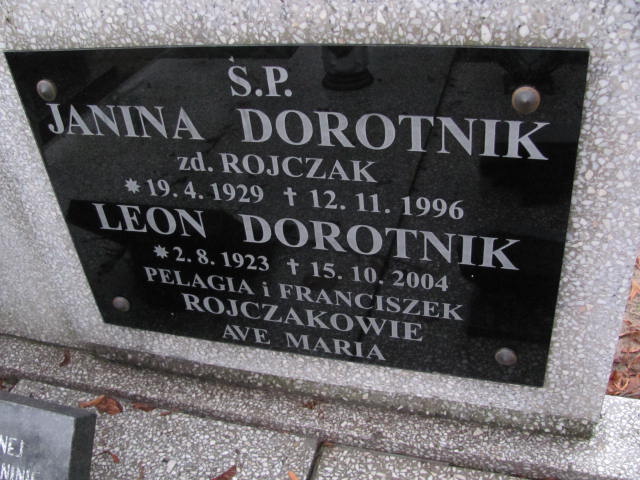 Ś.P.
JANINA DOROTNIK
zd. ROJCZAK
* 19. 4. 1929 † 12. 11. 1996
LEON DOROTNIK
* 2. 8. 1923 † 15. 10. 2004
PELAGIA i FRANCISZEK
ROJCZAKOWIE
AVE MARIA
NEJ